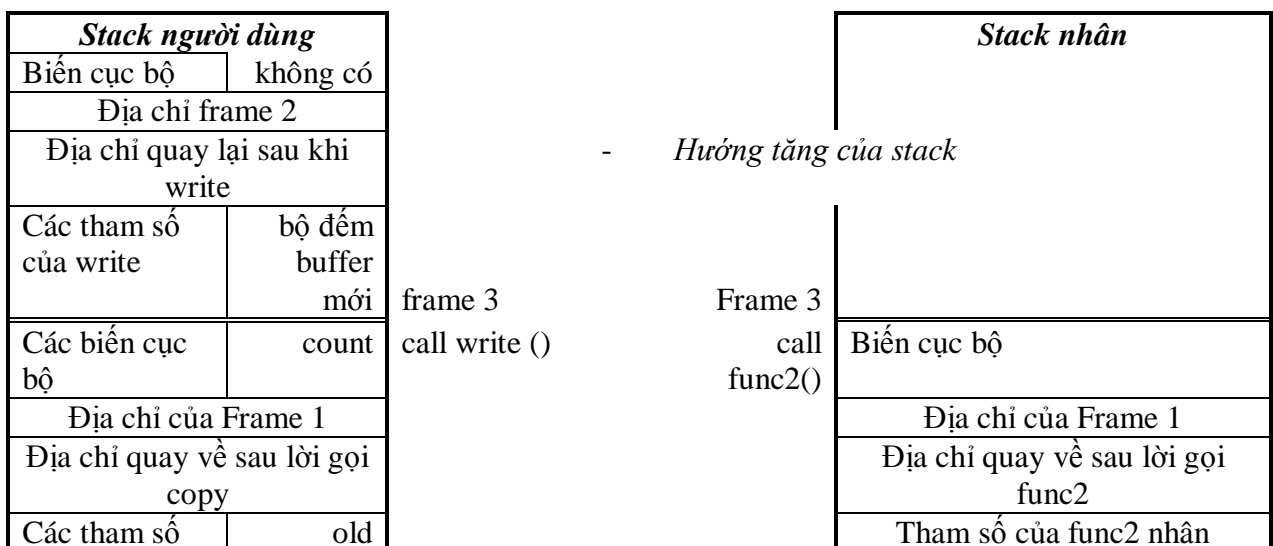 Stack người dùng
Stack nhân
Biến cục bộ không có
Địa chỉ frame 2
Địa chỉ quay lại sau khi
write
- Hướng tăng của stack
Các tham số bộ đếm
của write buffer
mới frame 3 Frame 3
Các biến cục count call write () call Biến cục bộ
bộ func2()
Địa chỉ của Frame 1 Địa chỉ của Frame 1
Địa chỉ quay về sau lời gọi Địa chỉ quay về sau lời gọi
copy func2
Các tham số old Tham số của func2 nhân